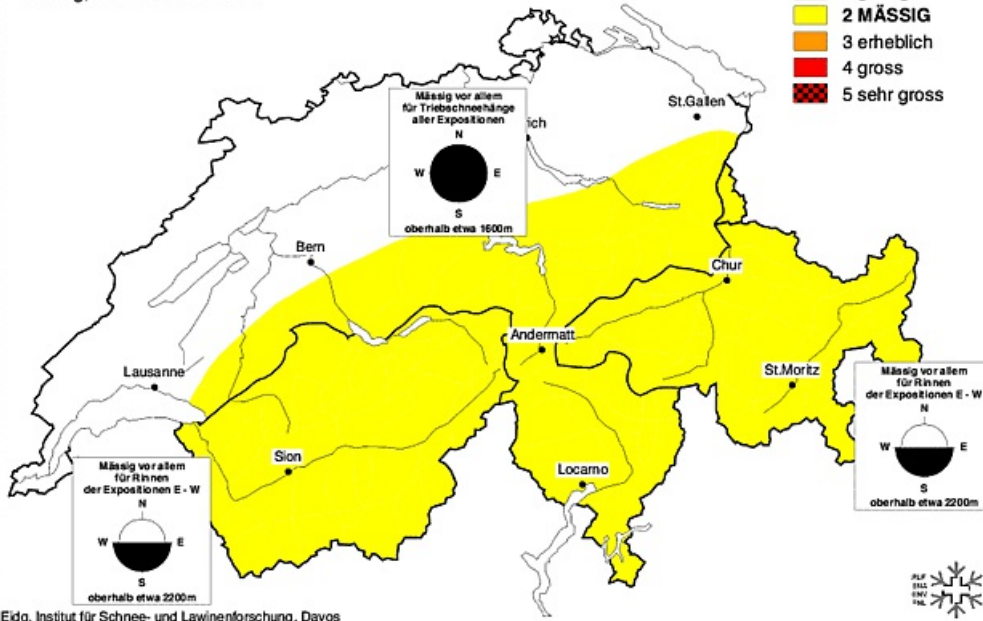 2 MÄSSIG
3 erheblich
4 gross
5 sehr gross
Mässig vor allem
für Triebschneehänge
aller Expositionen
N
W E
S
oberhalb etwa 1600m
rich
St.Gallen
Bern
Chur
Andermatt
Lausanne
St.Moritz
Sion
Locarno
Mässig vor allem
für Rinnen
der Expositionen E - W
N
W E
S
oberhalb etwa 2200m
Mässig vor allem
für Rinnen
der Expositionen E - W
N
W E
S
oberhalb etwa 2200m
Eidg. Institut für Schnee- und Lawinenforschung, Davos